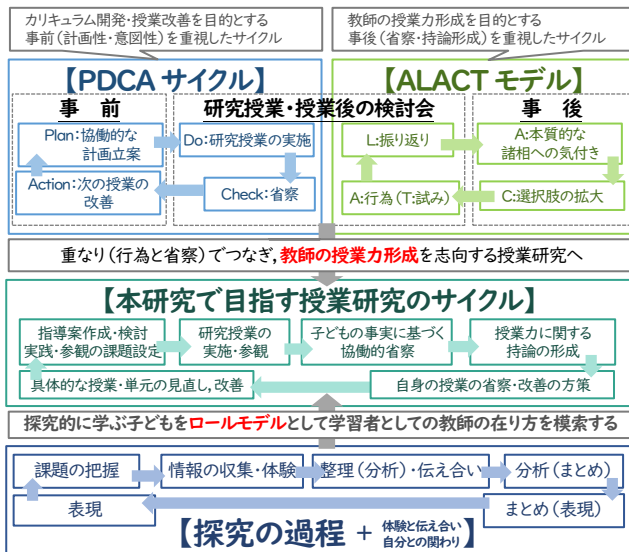 カリキュラム開発・授業改善を目的とする
事前(計画性・意図性)を重視したサイクル
教師の授業力形成を目的とする
事後(省察・持論形成)を重視したサイクル
【PDCAサイクル】
【ALACTモデル】
事　前
研究授業・授業後の検討会
事　後
Plan:協働的な
計画立案
Do:研究授業の実施
L:振り返り
A:本質的な
諸相への気付き
Action:次の授業の
改善
Check:省察
A:行為(T:試み)
C:選択肢の拡大
重なり(行為と省察)でつなぎ,教師の授業力形成を志向する授業研究へ
【本研究で目指す授業研究のサイクル】
指導案作成・検討
実践・参観の課題設定
研究授業の
実施・参観
子どもの事実に基づく
協働的省察
授業力に関する
持論の形成
具体的な授業・単元の見直し,改善
自身の授業の省察・改善の方策
探究的に学ぶ子どもをロールモデルとして学習者としての教師の在り方を模索する
課題の把握
情報の収集・体験
整理(分析)・伝え合い
分析(まとめ)
表現
まとめ(表現)
【探究の過程 + 体験と伝え合い
自分との関わり】